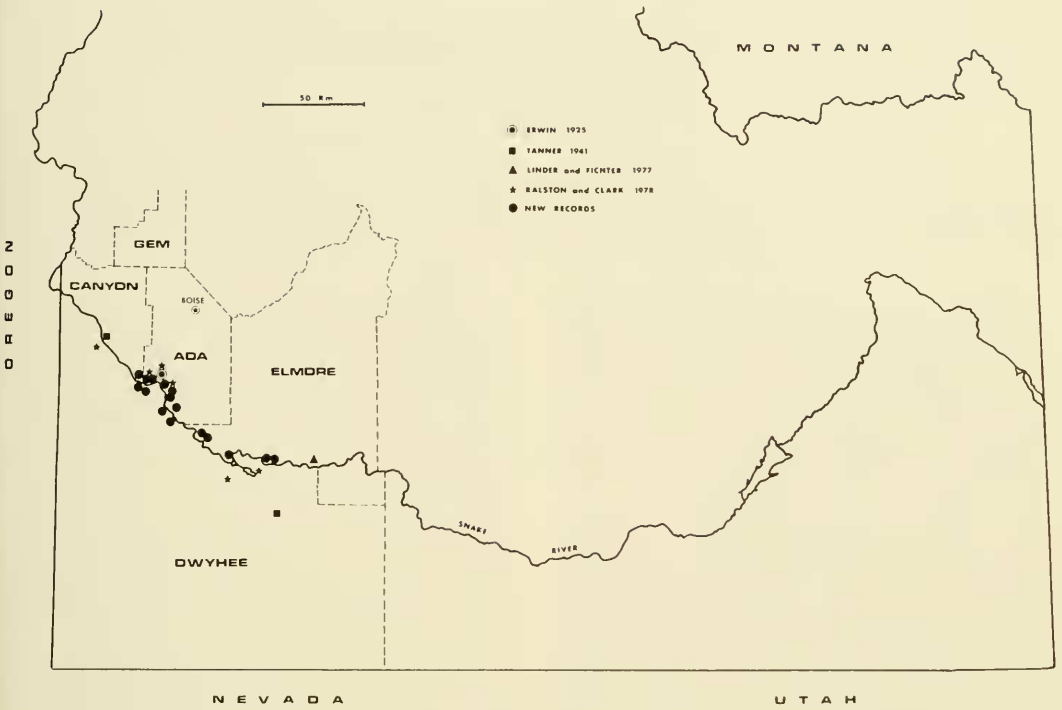 MONTANA
50 Km
ERWIN 1925
TANNER 1941
LINDER and FICHTER 1977
RALSTON and CLARK 1978
NEW RECORDS
OREGON
GEM
CANYON
BOISE
ADA
ELMORE
SNAKE
RIVER
OWYHEE
NEVADA
UTAH